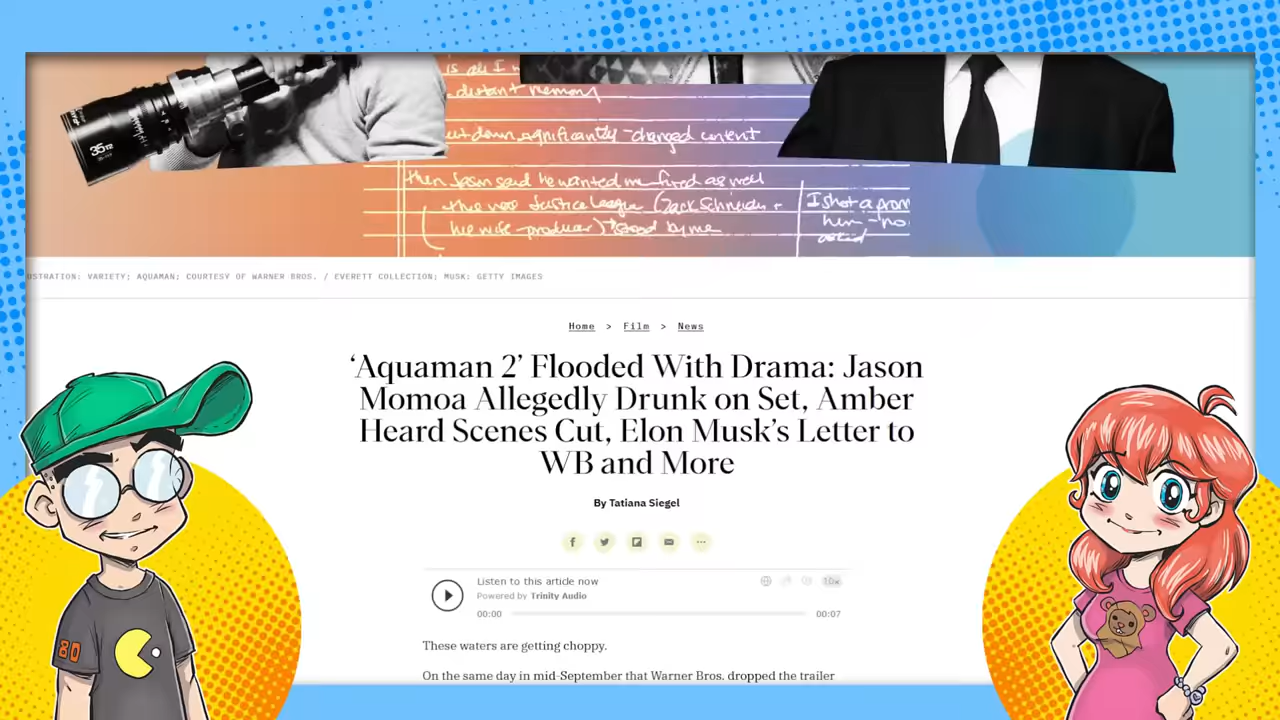 35
is all I
distant memory
cut down significantly - changed content
then Jason said he wanted me fired as well
the was Justice League (Zack Schnieder +
his wife - producer) stood by me
I shot a prom
asked
USTRATION: VARIETY; AQUAMAN; COURTESY OF WARNER BROS. / EVERETT COLLECTION; MUSK: GETTY IMAGES
Home > Film > News
‘Aquaman 2’ Flooded With Drama: Jason
Momoa Allegedly Drunk on Set, Amber
Heard Scenes Cut, Elon Musk’s Letter to
WB and More
By Tatiana Siegel
Listen to this article now
1.0x
Powered by Trinity Audio
00:00
00:07
These waters are getting choppy.
On the same day in mid-September that Warner Bros. dropped the trailer
80